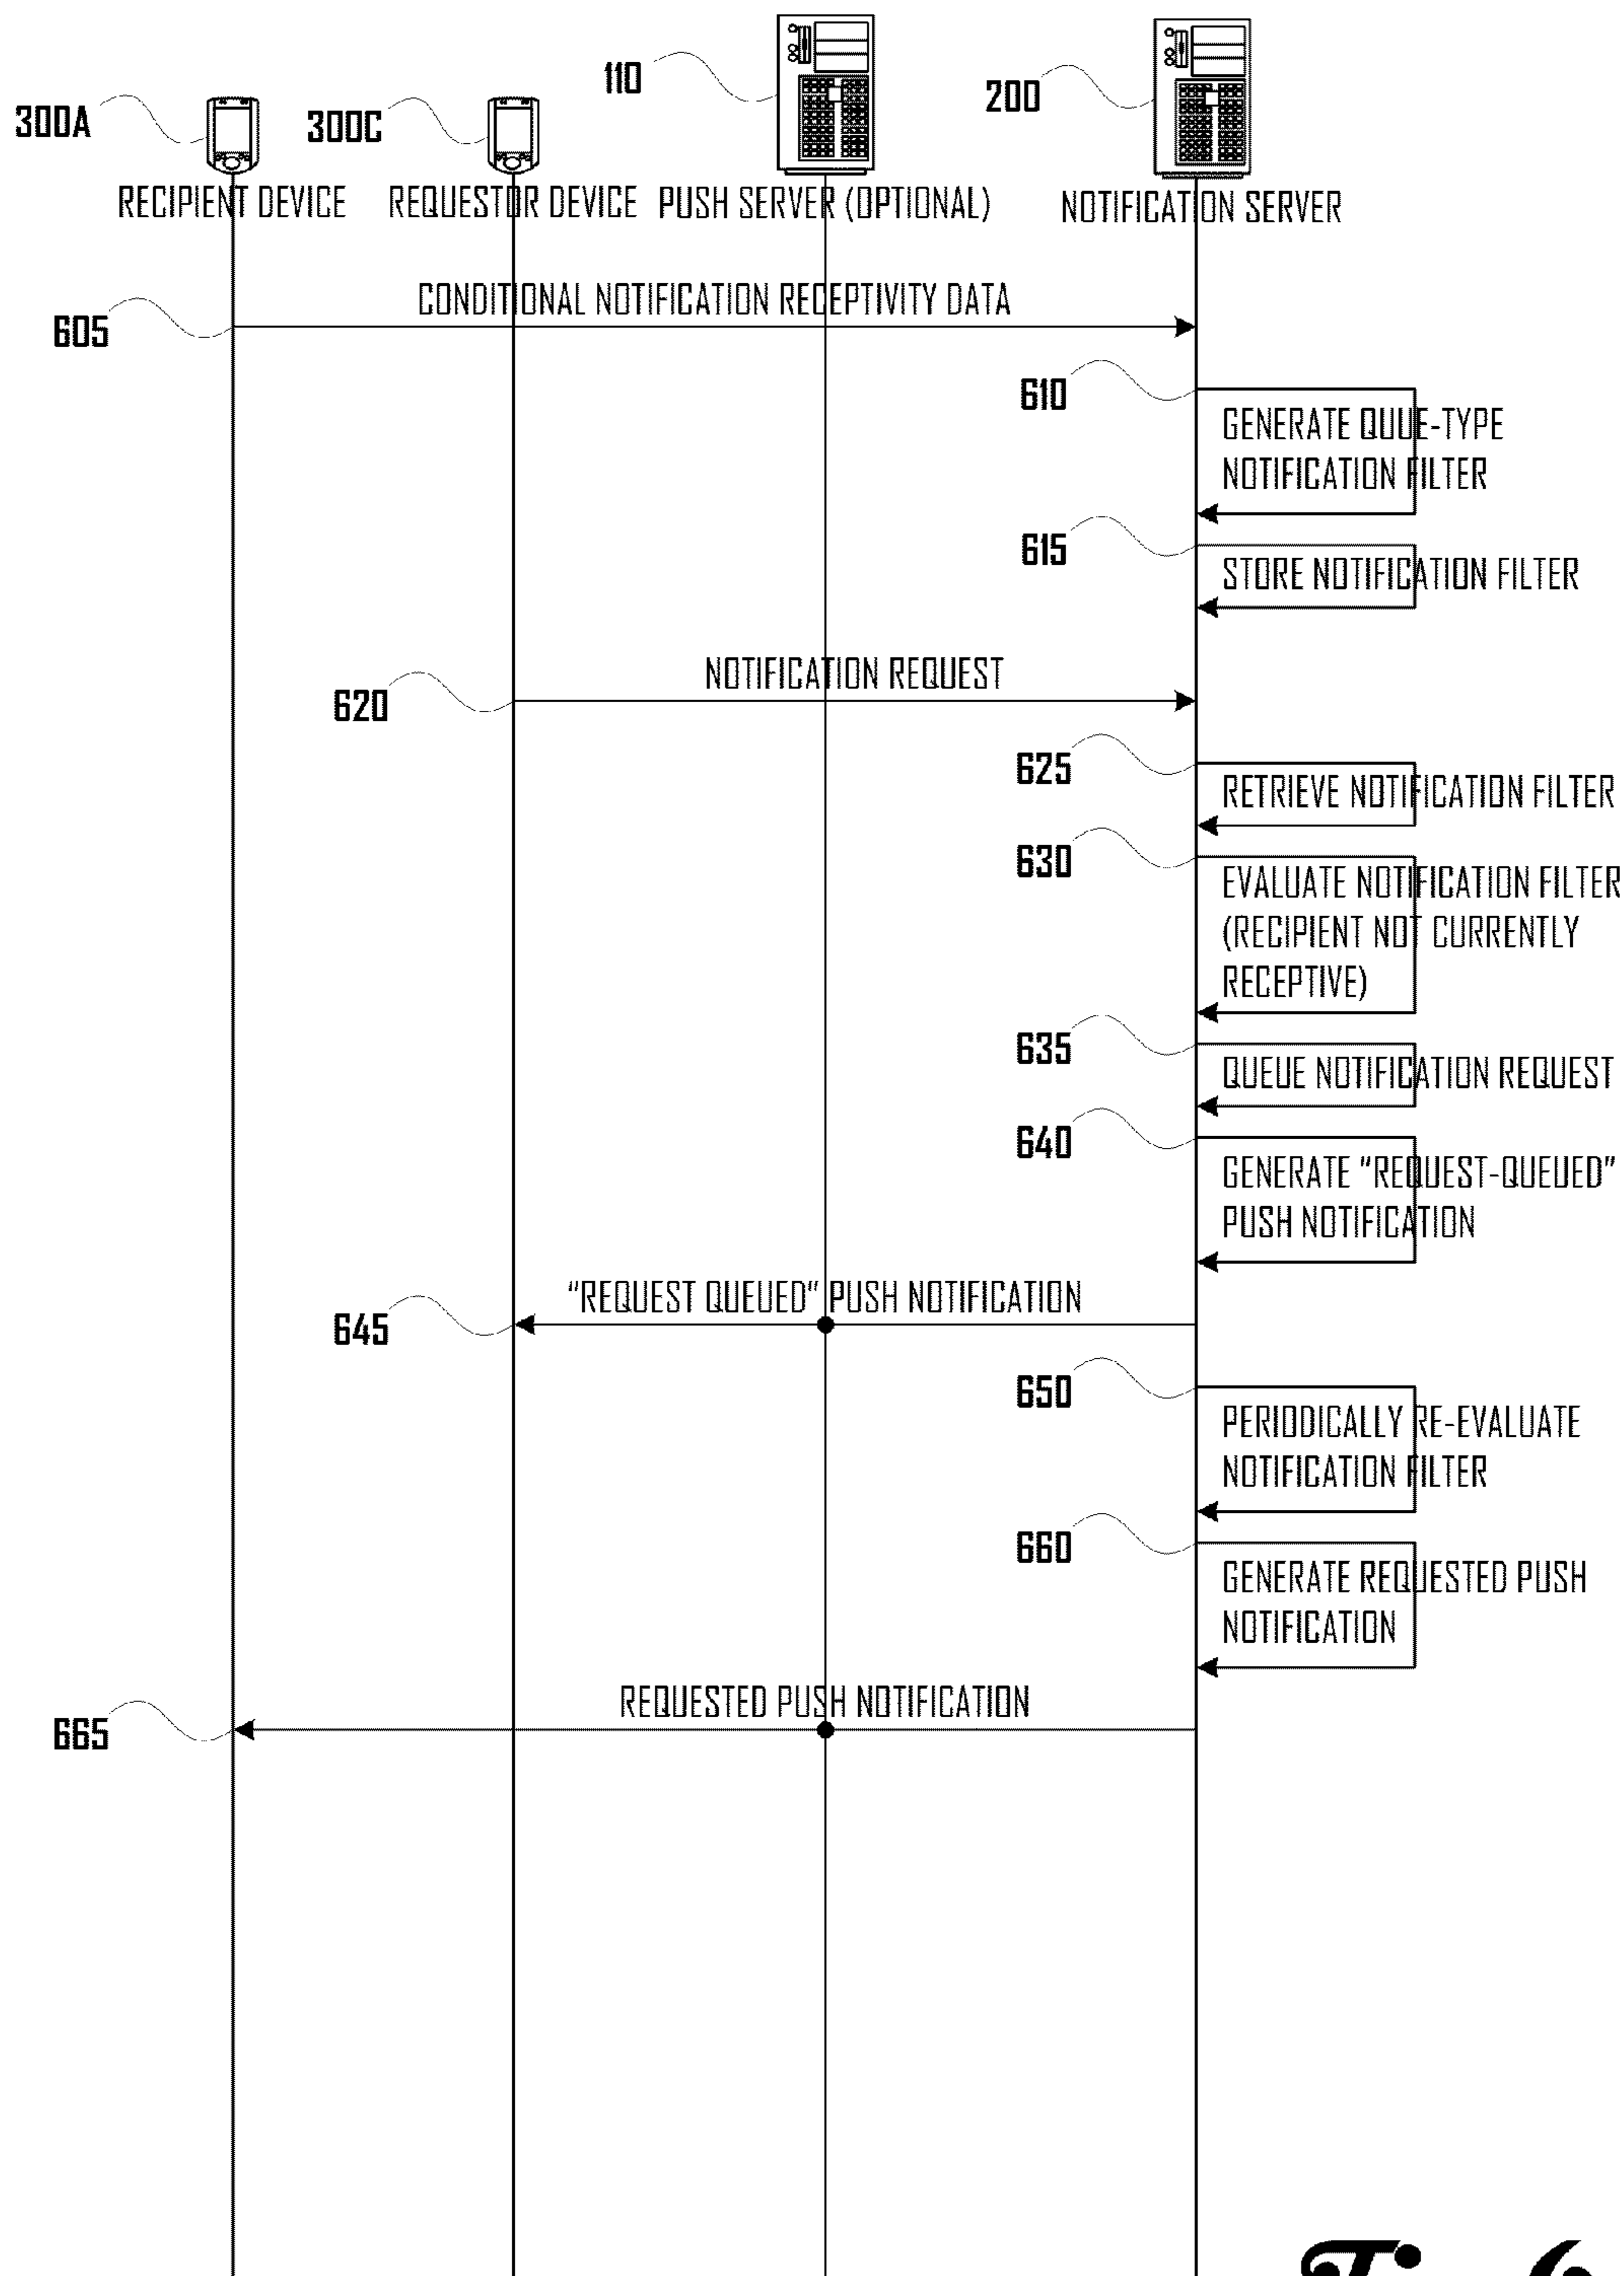 110
200
300A
300C
RECIPIENT DEVICE
REQUESTOR DEVICE
PUSH SERVER (OPTIONAL)
NOTIFICATION SERVER
CONDITIONAL NOTIFICATION RECEPTIVITY DATA
605
610
GENERATE QUUE-TYPE
NOTIFICATION FILTER
615
STORE NOTIFICATION FILTER
NOTIFICATION REQUEST
620
625
RETRIEVE NOTIFICATION FILTER
630
EVALUATE NOTIFICATION FILTER
(RECIPIENT NOT CURRENTLY
RECEPTIVE)
635
QUEUE NOTIFICATION REQUEST
640
GENERATE “REQUEST-QUEUED”
PUSH NOTIFICATION
“REQUEST QUEUED” PUSH NOTIFICATION
645
650
PERIODICALLY RE-EVALUATE
NOTIFICATION FILTER
660
GENERATE REQUESTED PUSH
NOTIFICATION
REQUESTED PUSH NOTIFICATION
665